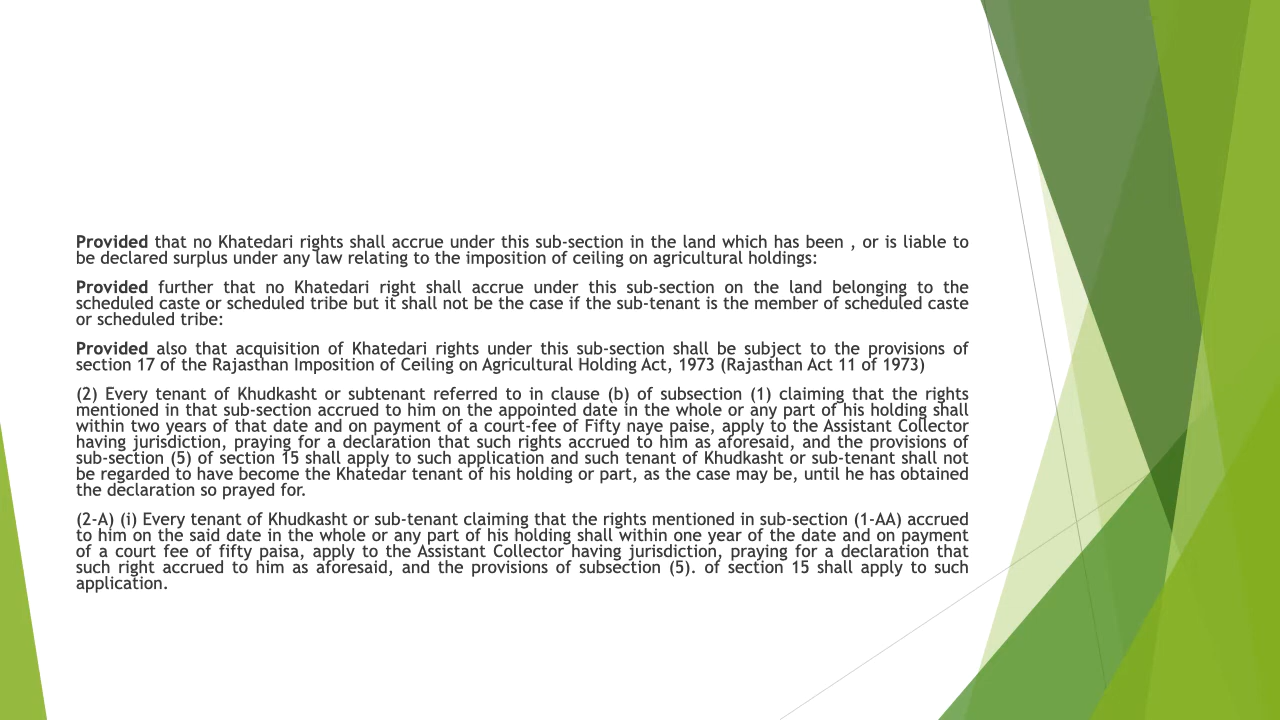 Provided that no Khatedari rights shall accrue under this sub-section in the land which has been , or is liable to
be declared surplus under any law relating to the imposition of ceiling on agricultural holdings:
Provided further that no Khatedari right shall accrue under this sub-section on the land belonging to the
scheduled caste or scheduled tribe but it shall not be the case if the sub-tenant is the member of scheduled caste
or scheduled tribe:
Provided also that acquisition of Khatedari rights under this sub-section shall be subject to the provisions of
section 17 of the Rajasthan Imposition of Ceiling on Agricultural Holding Act, 1973 (Rajasthan Act 11 of 1973)
(2) Every tenant of Khudkasht or subtenant referred to in clause (b) of subsection (1) claiming that the rights
mentioned in that sub-section accrued to him on the appointed date in the whole or any part of his holding shall
within two years of that date and on payment of a court-fee of Fifty naye paise, apply to the Assistant Collector
having jurisdiction, praying for a declaration that such rights accrued to him as aforesaid, and the provisions of
sub-section (5) of section 15 shall apply to such application and such tenant of Khudkasht or sub-tenant shall not
be regarded to have become the Khatedar tenant of his holding or part, as the case may be, until he has obtained
the declaration so prayed for.
(2-A) (i) Every tenant of Khudkasht or sub-tenant claiming that the rights mentioned in sub-section (1-AA) accrued
to him on the said date in the whole or any part of his holding shall within one year of the date and on payment
of a court fee of fifty paisa, apply to the Assistant Collector having jurisdiction, praying for a declaration that
such right accrued to him as aforesaid, and the provisions of subsection (5). of section 15 shall apply to such
application.